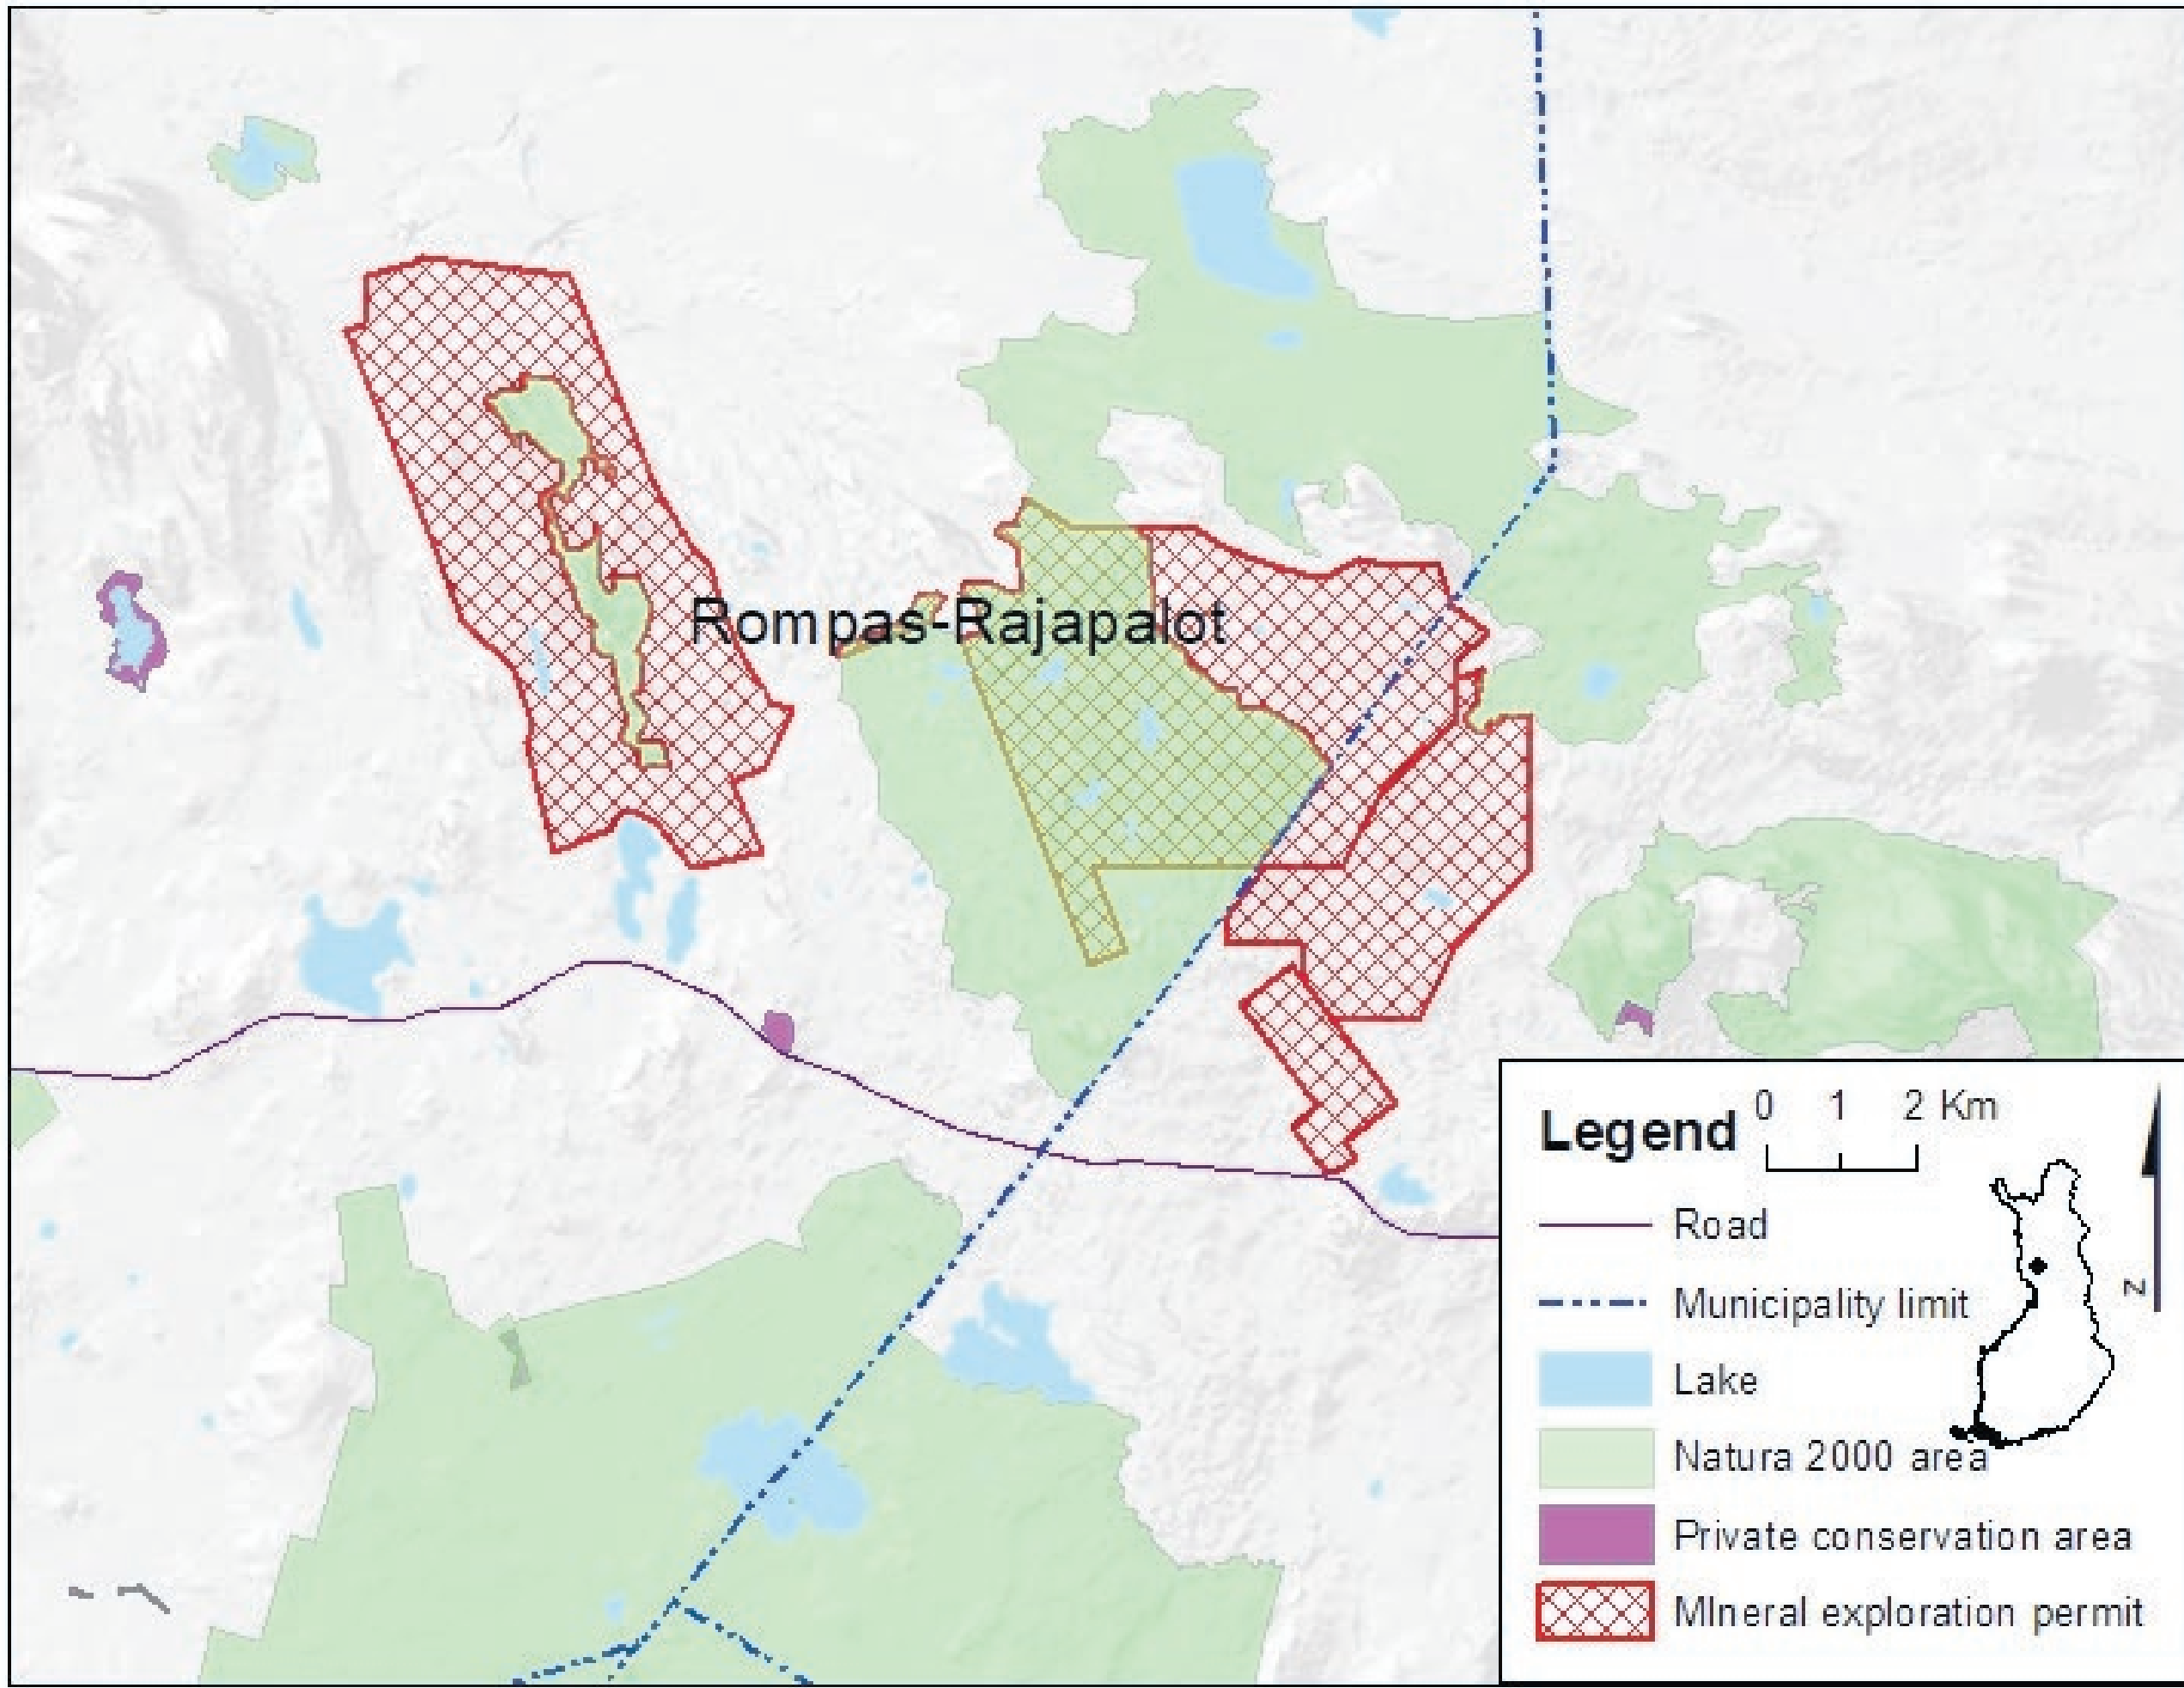 Rompas-Rajapalot
Legend
0 1 2 Km
Road
Municipality limit
Lake
Natura 2000 area
Private conservation area
MIneral exploration permit
N